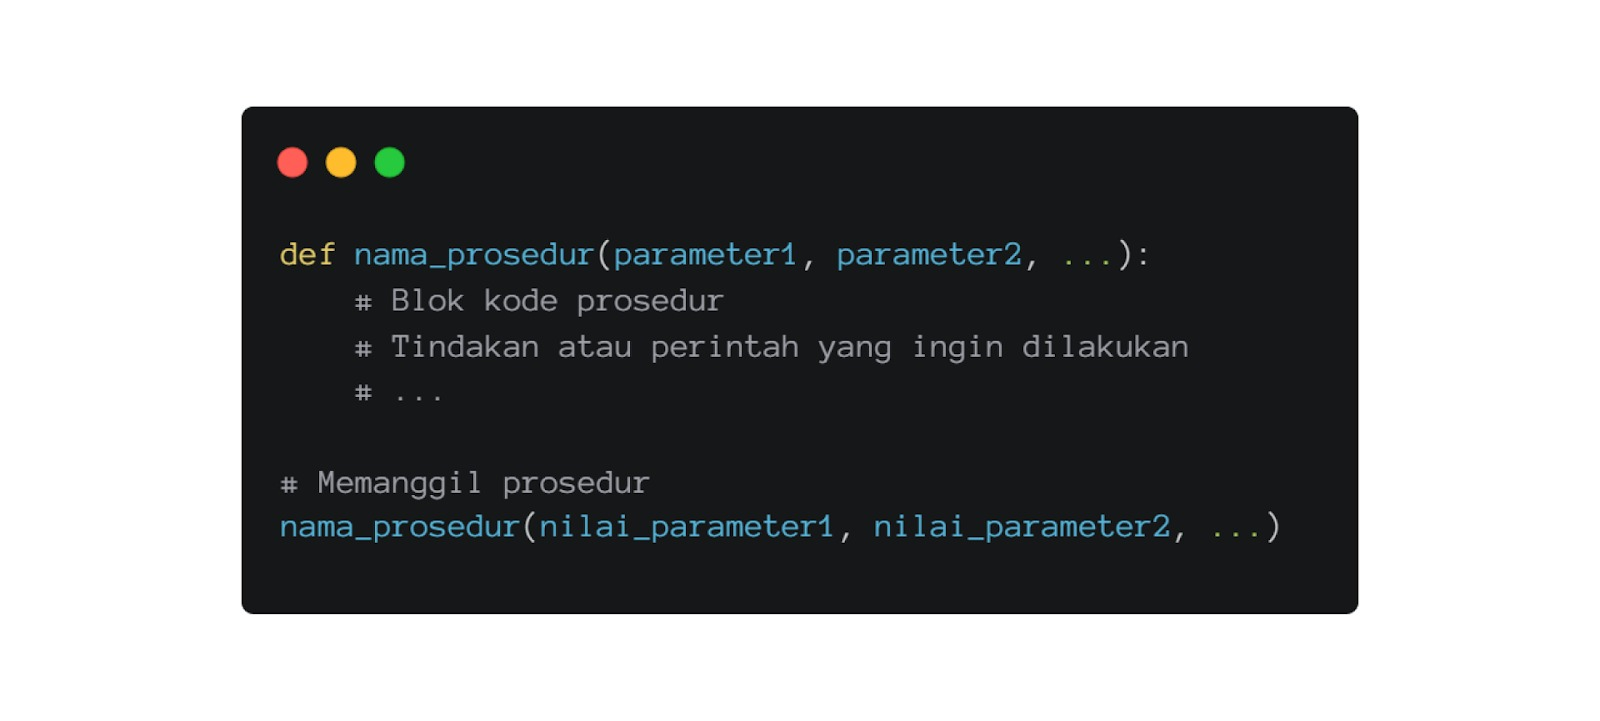 def nama_prosedur(parameter1, parameter2, ...):
    # Blok kode prosedur
    # Tindakan atau perintah yang ingin dilakukan
    # ...
# Memanggil prosedur
nama_prosedur(nilai_parameter1, nilai_parameter2, ...)